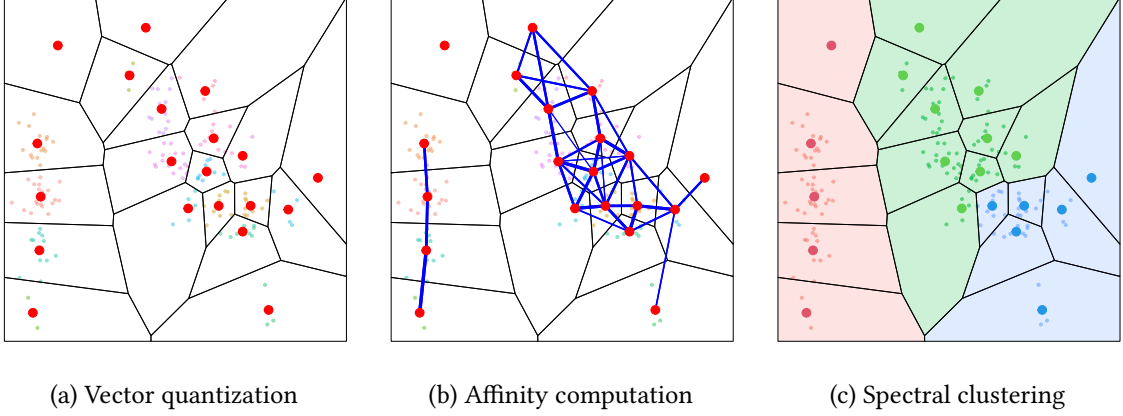 (a) Vector quantization
(b) Affinity computation
(c) Spectral clustering